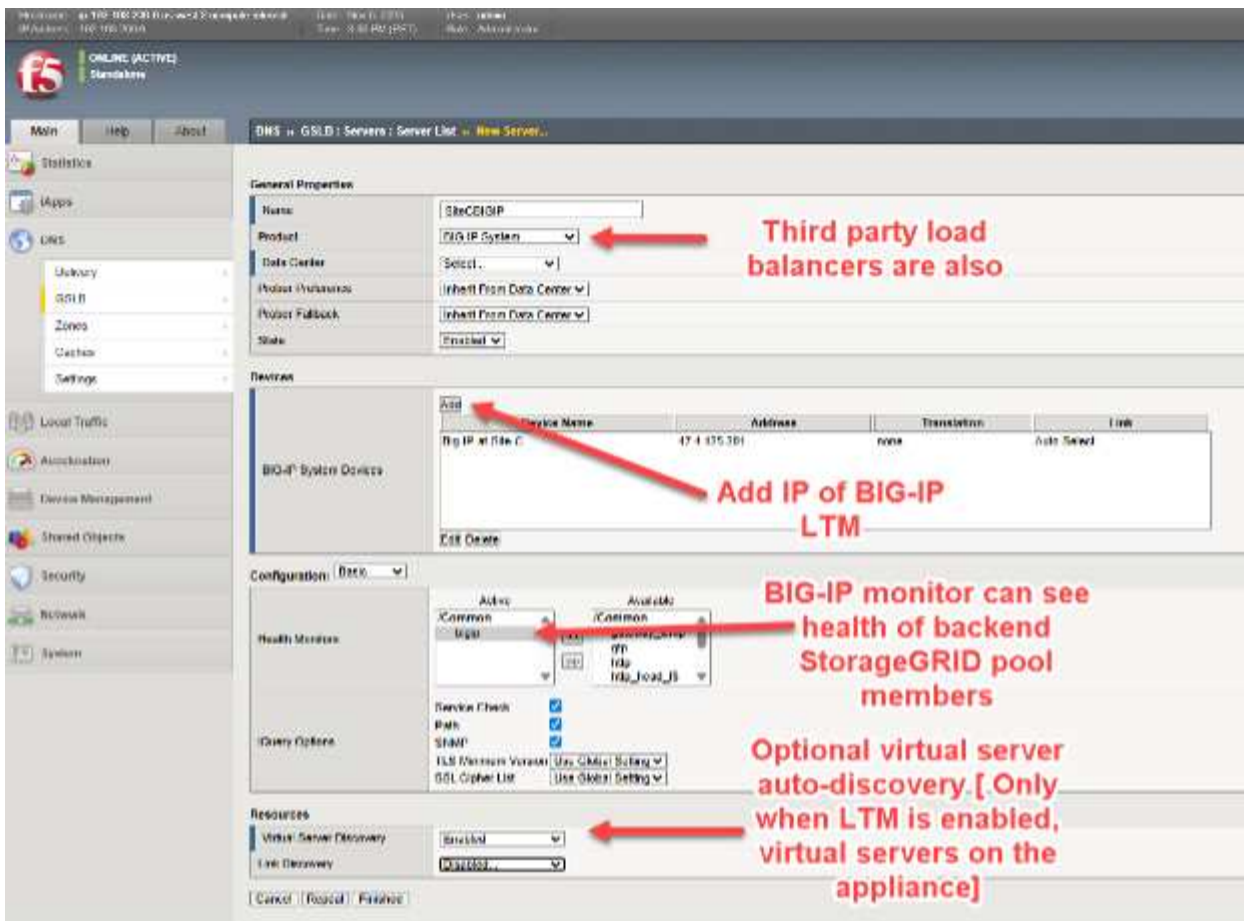 ONLINE (ACTIVE)
Standalone
f5
Main Help About
DNS » GSLB : Servers : Server List » New Server...
Statistics
iApps
DNS
Delivery
GSLB
Zones
Caches
Settings
Local Traffic
Acceleration
Device Management
Shared Objects
Security
Network
System
General Properties
Name
Product BIG-IP System
Data Center Select...
Prober Preference Inherit From Data Center
Prober Fallback Inherit From Data Center
State Enabled
Third party load
balancers are also
Devices
Add
Device Name Address Translation Link
Big IP at Site C none Auto Select
BIG-IP System Devices
Edit Delete
Add IP of BIG-IP
LTM
Configuration: Basic
Active Available
/Common /Common
Health Monitors
bigip
http
http_head_f5
BIG-IP monitor can see
health of backend
StorageGRID pool
members
iQuery Options
Service Check
Path
SNMP
TLS Minimum Version Use Global Setting
SSL Cipher List Use Global Setting
Resources
Virtual Server Discovery Enabled
Link Discovery Disabled
Optional virtual server
auto-discovery [ Only
when LTM is enabled,
virtual servers on the
appliance]
Cancel Repeat Finished